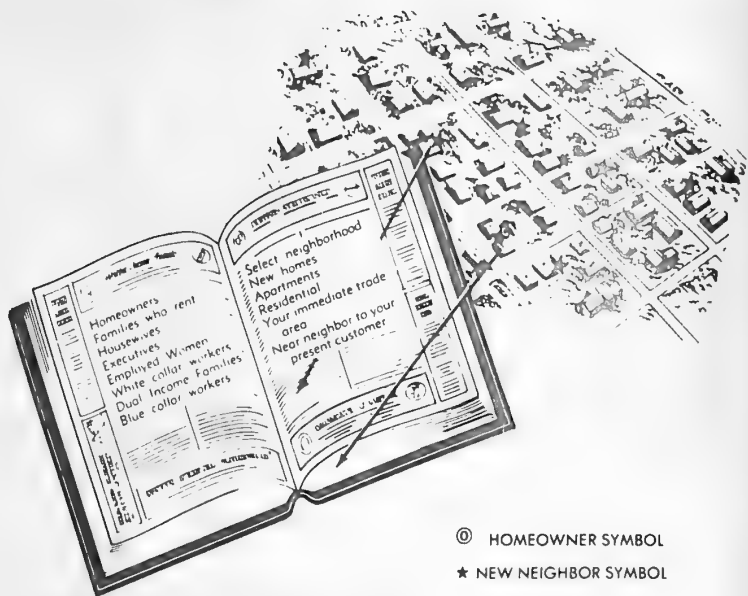 Homeowners
Families who rent
Housewives
Executives
Employed Women
White collar workers
Dual Income Families
Blue collar workers
Select neighborhood
New homes
Apartments
Residential
Your immediate trade
area
Near neighbor to your
present customer
⓪ HOMEOWNER SYMBOL
★ NEW NEIGHBOR SYMBOL